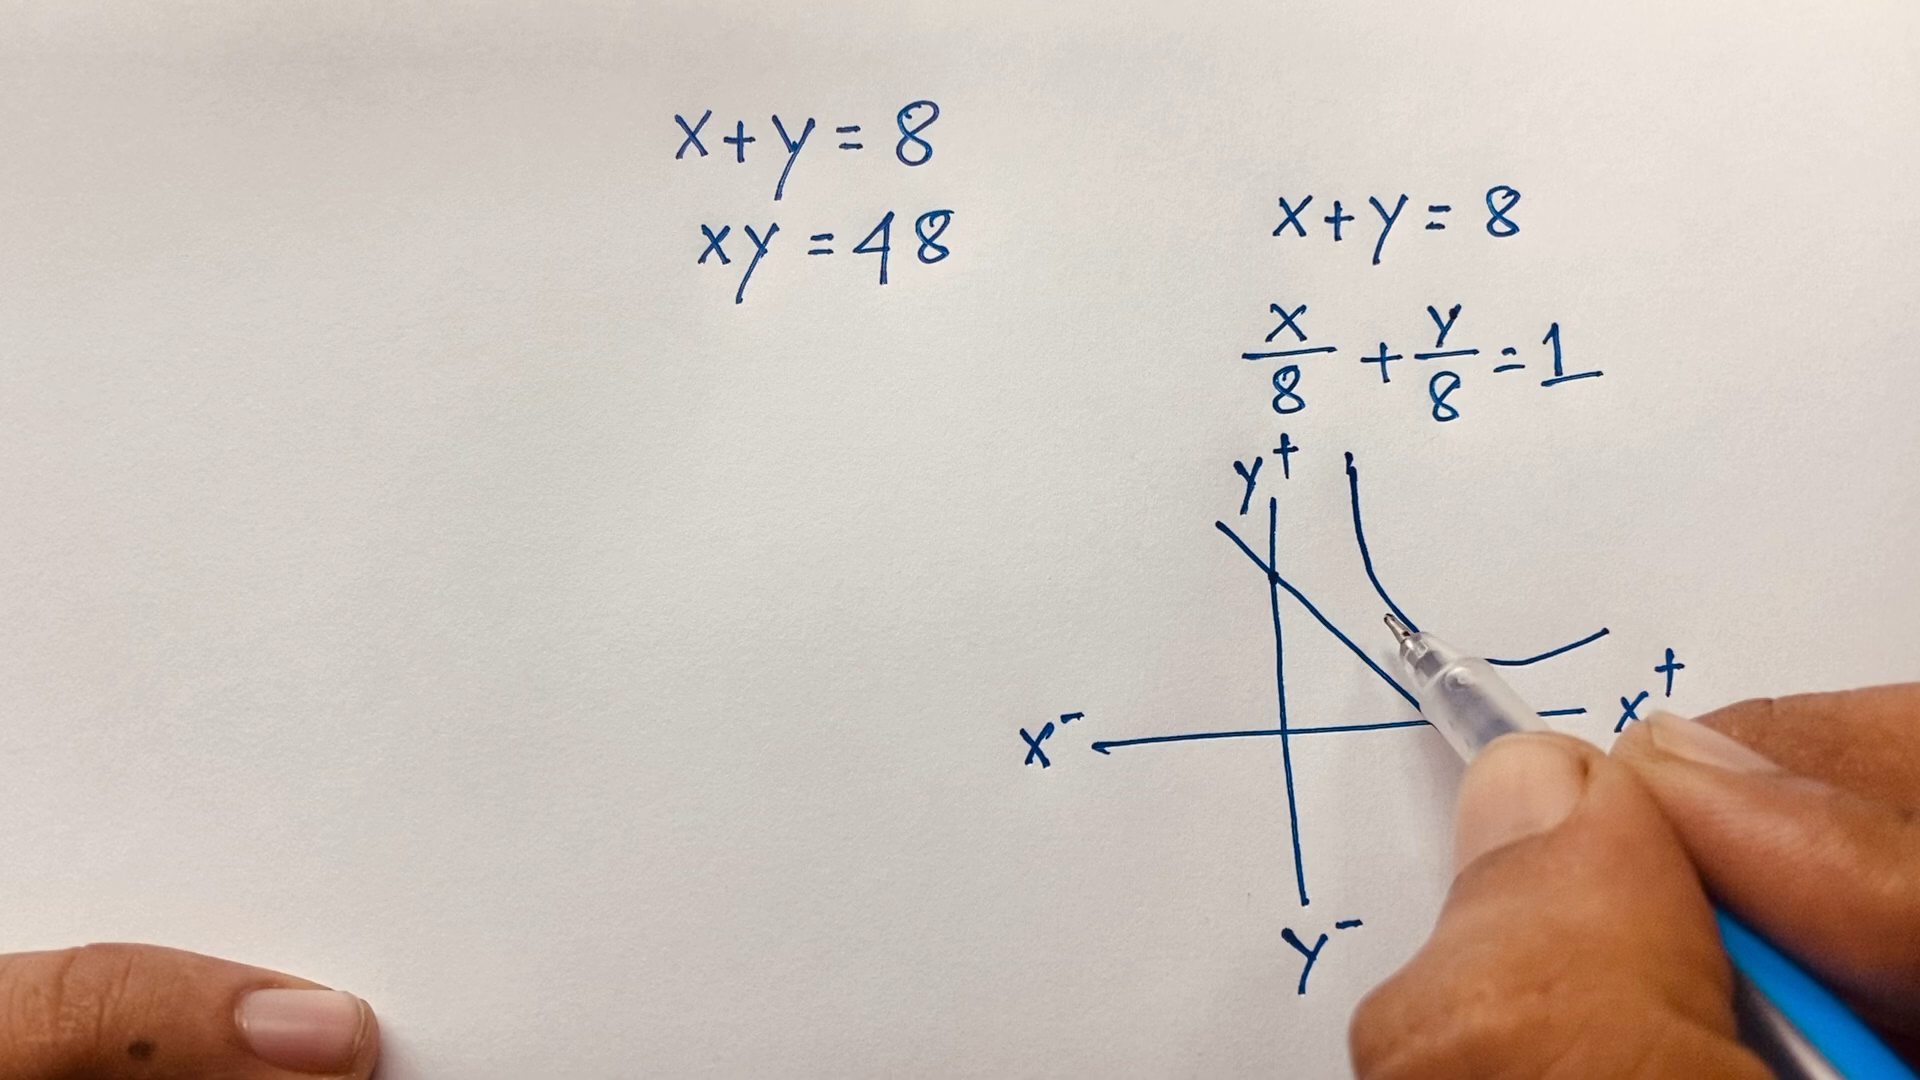 x+y=8
xy=48
x+y=8
x/8+y/8=1
y⁺
x⁻
x⁺
y⁻